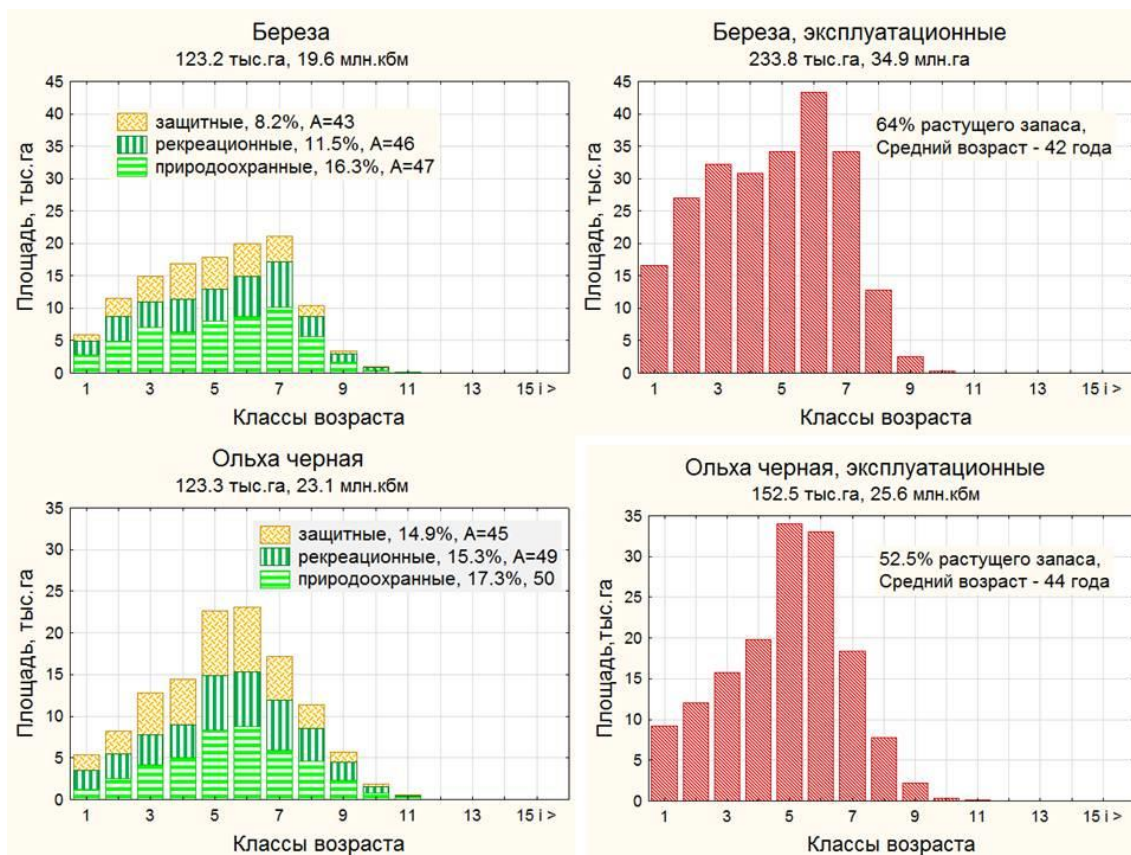 Береза
123.2 тыс.га, 19.6 млн.кбм
45
40
35
30
25
20
15
10
5
0
Площадь, тыс.га
защитные, 8.2%, A=43
рекреационные, 11.5%, A=46
природоохранные, 16.3%, A=47
1 3 5 7 9 11 13 15 i >
Классы возраста
Береза, эксплуатационные
233.8 тыс.га, 34.9 млн.га
45
40
35
30
25
20
15
10
5
0
Площадь, тыс.га
64% растущего запаса,
Средний возраст - 42 года
1 3 5 7 9 11 13 15 i >
Классы возраста
Ольха черная
123.3 тыс.га, 23.1 млн.кбм
35
30
25
20
15
10
5
0
Площадь, тыс.га
защитные, 14.9%, A=45
рекреационные, 15.3%, A=49
природоохранные, 17.3%, 50
1 3 5 7 9 11 13 15 i >
Классы возраста
Ольха черная, эксплуатационные
152.5 тыс.га, 25.6 млн.кбм
35
30
25
20
15
10
5
0
Площадь,тыс.га
52.5% растущего запаса,
Средний возраст - 44 года
1 3 5 7 9 11 13 15 i >
Классы возраста